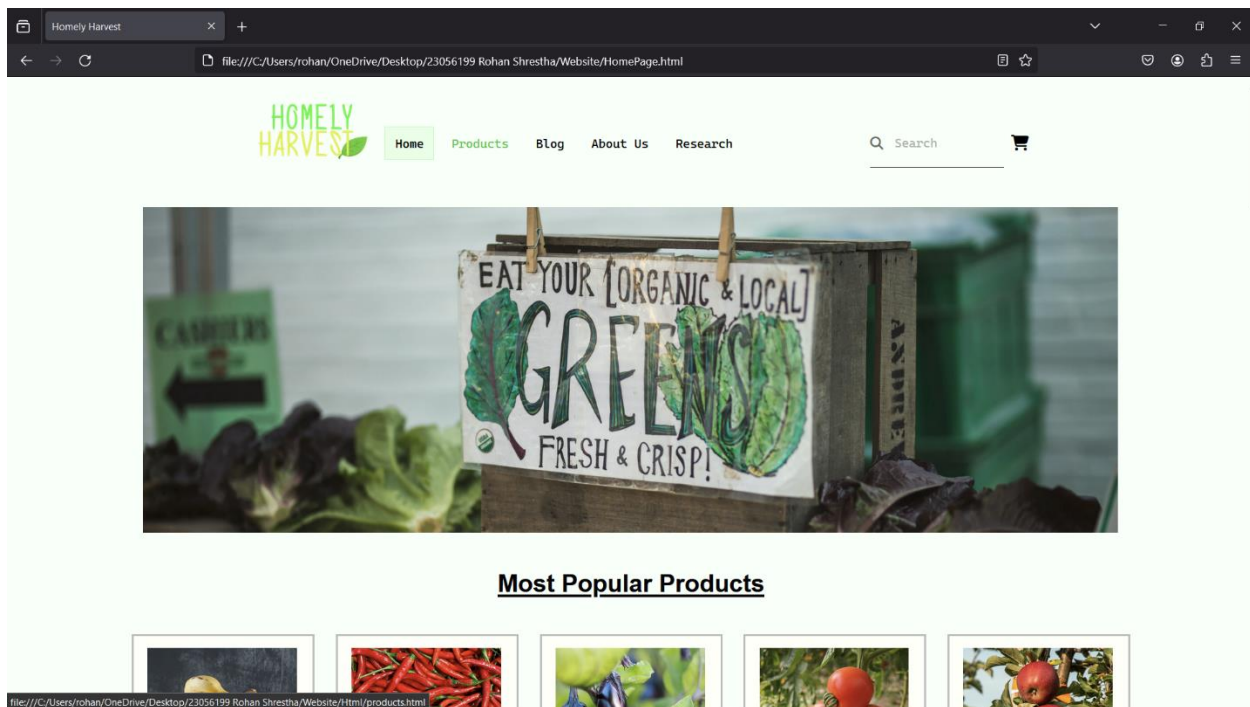 Homely Harvest
file:///C:/Users/rohan/OneDrive/Desktop/23056199 Rohan Shrestha/Website/HomePage.html
HOMELY
HARVEST
Home Products Blog About Us Research Search
CASHIERS
EAT YOUR [ORGANIC & LOCAL]
GREENS
FRESH & CRISP!
ANDREW
Most Popular Products
file:///C:/Users/rohan/OneDrive/Desktop/23056199 Rohan Shrestha/Website/Html/products.html